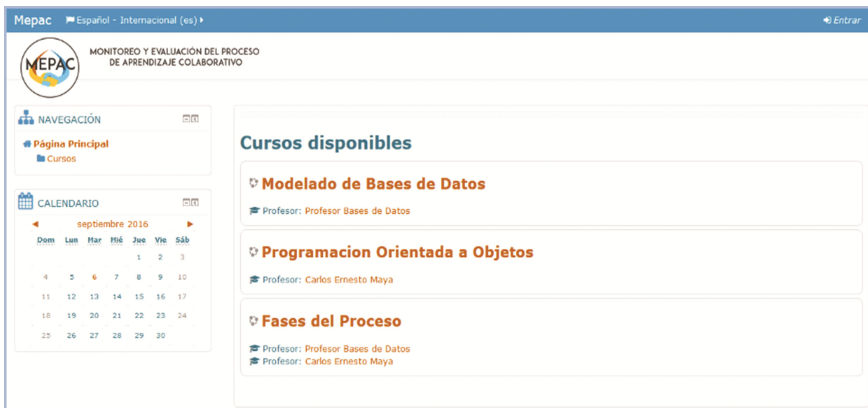 Mepac Español - Internacional (es) Entrar
MEPAC
MONITOREO Y EVALUACIÓN DEL PROCESO
DE APRENDIZAJE COLABORATIVO
NAVEGACIÓN
Página Principal
Cursos
CALENDARIO
septiembre 2016
Dom Lun Mar Mié Jue Vie Sáb
1 2 3
4 5 6 7 8 9 10
11 12 13 14 15 16 17
18 19 20 21 22 23 24
25 26 27 28 29 30
Cursos disponibles
Modelado de Bases de Datos
Profesor: Profesor Bases de Datos
Programacion Orientada a Objetos
Profesor: Carlos Ernesto Maya
Fases del Proceso
Profesor: Profesor Bases de Datos
Profesor: Carlos Ernesto Maya